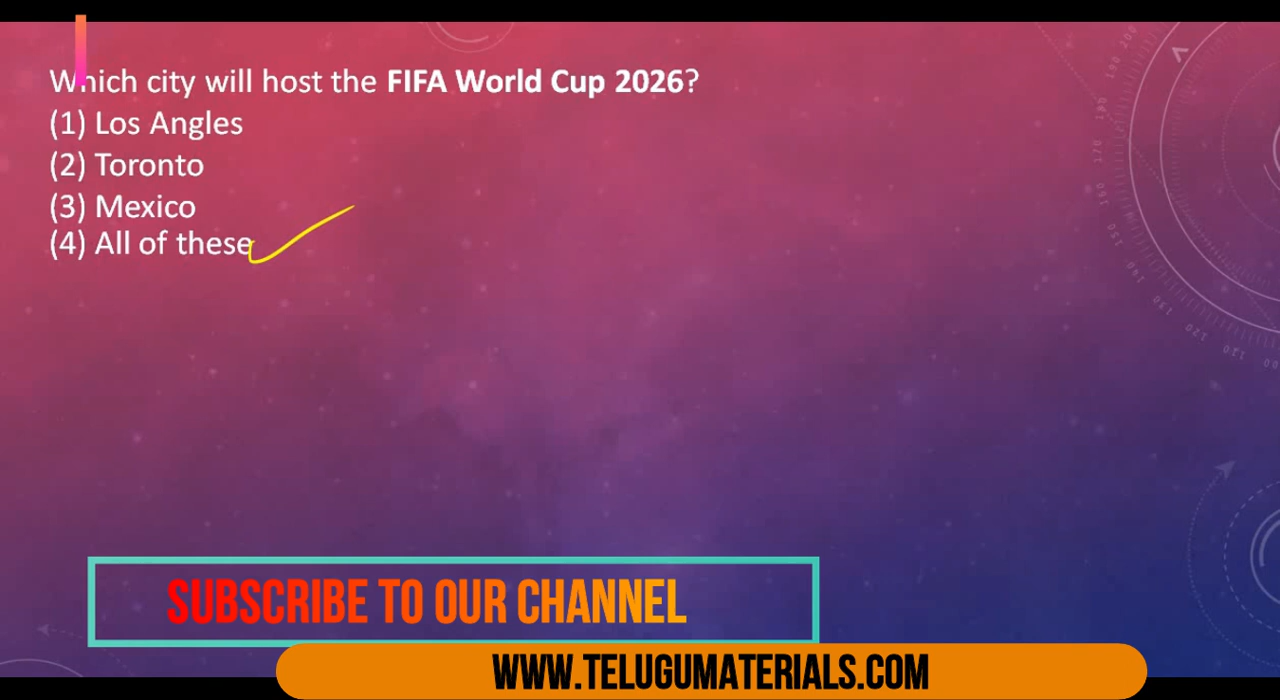 Which city will host the FIFA World Cup 2026?
(1) Los Angles
(2) Toronto
(3) Mexico
(4) All of these
SUBSCRIBE TO OUR CHANNEL
WWW.TELUGUMATERIALS.COM